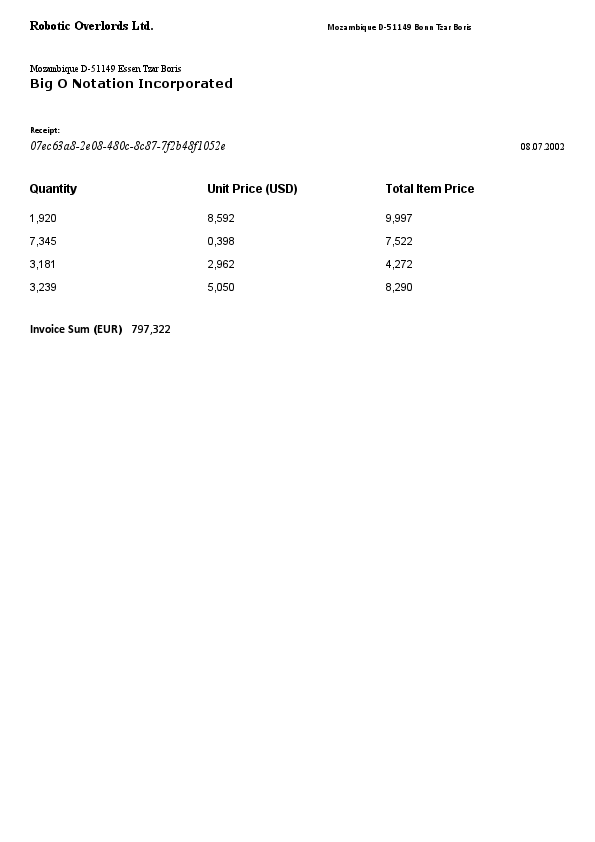 Robotic Overlords Ltd. Mozambique D-51149 Bonn Tzar Boris
Mozambique D-51149 Essen Tzar Boris
Big O Notation Incorporated
Receipt:
07ec63a8-2e08-480c-8c87-7f2b48f1052e 08.07.2002
Quantity Unit Price (USD) Total Item Price
1,920 8,592 9,997
7,345 0,398 7,522
3,181 2,962 4,272
3,239 5,050 8,290
Invoice Sum (EUR) 797,322